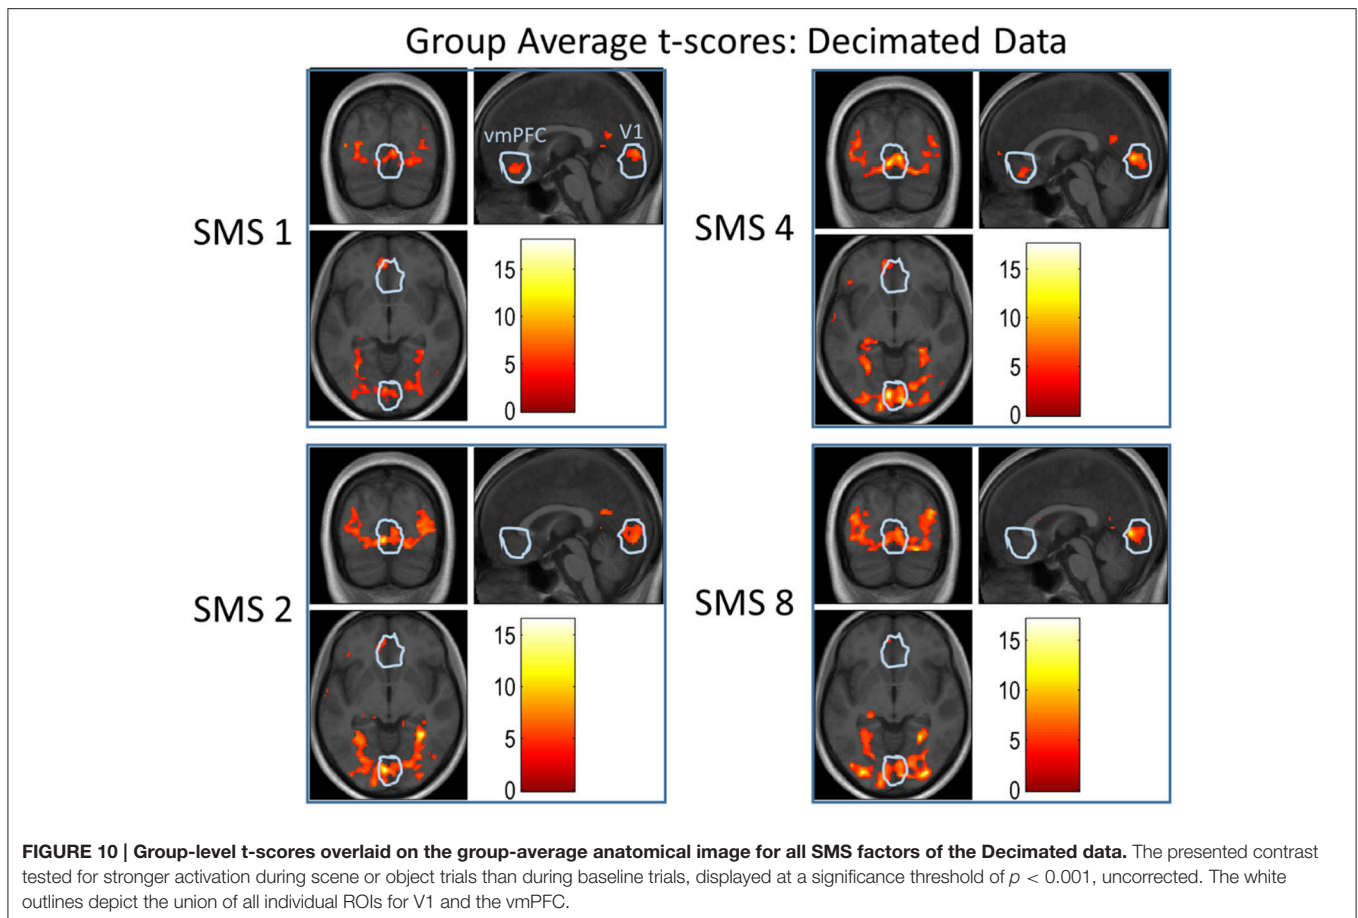 Group Average t-scores: Decimated Data
vmPFC
V1
SMS 1
15
10
5
0
SMS 4
15
10
5
0
SMS 2
15
10
5
0
SMS 8
15
10
5
0
FIGURE 10 | Group-level t-scores overlaid on the group-average anatomical image for all SMS factors of the Decimated data. The presented contrast
tested for stronger activation during scene or object trials than during baseline trials, displayed at a significance threshold of p < 0.001, uncorrected. The white
outlines depict the union of all individual ROIs for V1 and the vmPFC.